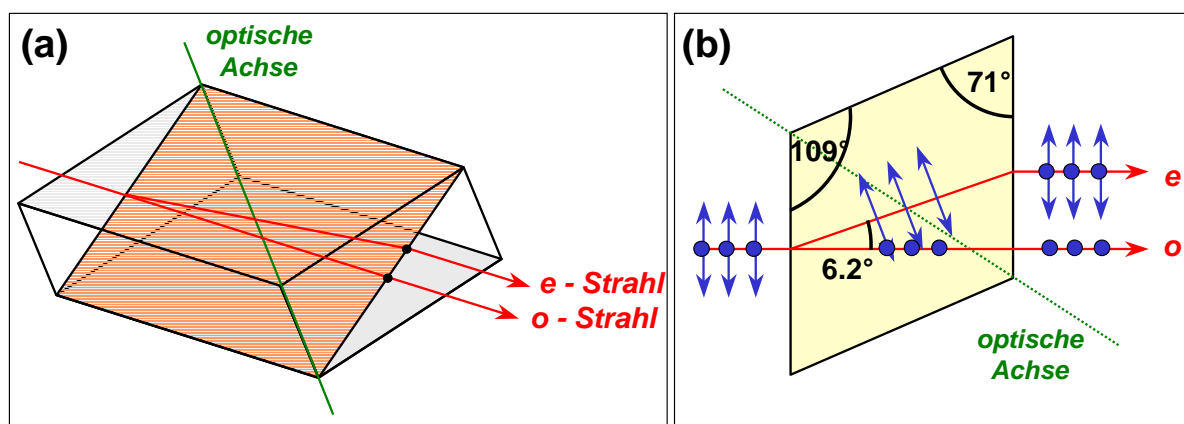 (a)
optische
Achse
e - Strahl
o - Strahl
(b)
71°
109°
6.2°
e
o
optische
Achse